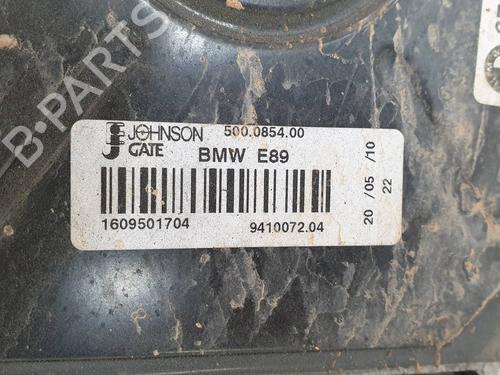 B-PARTS
JOHNSON 500.0854.00
GATE BMW E89
1609501704 9410072.04
20 /05 /10
22